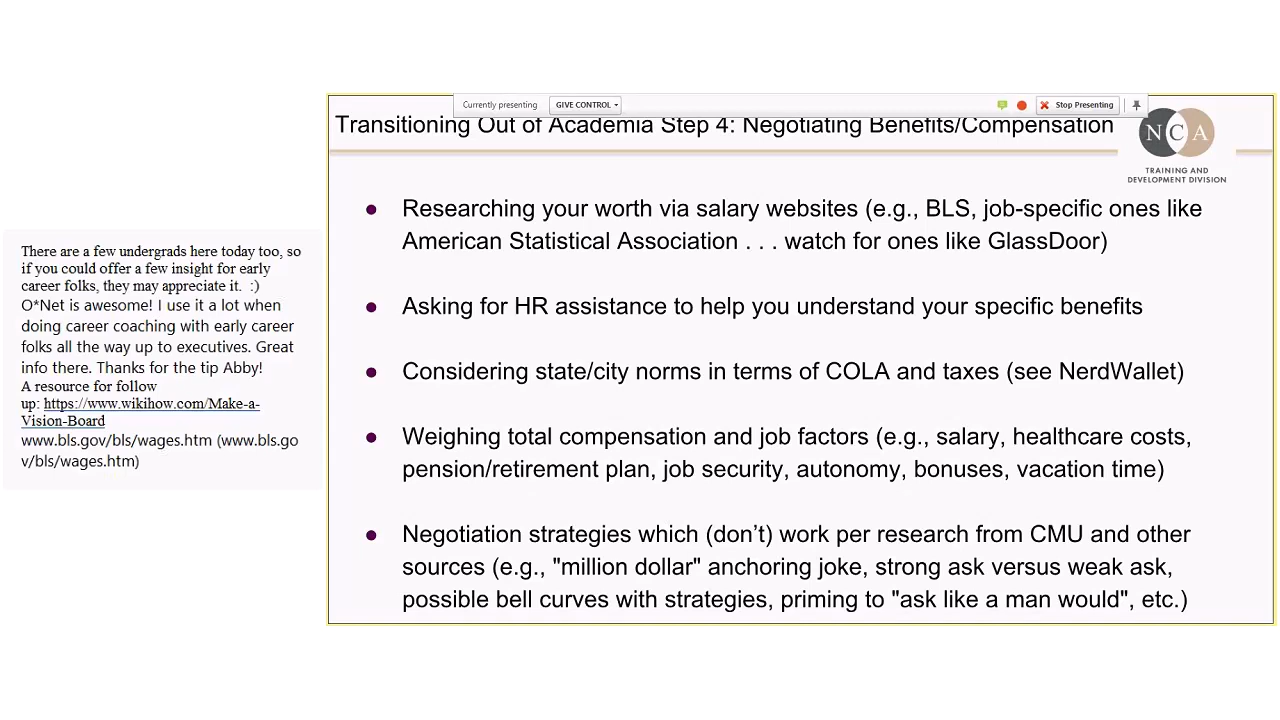 Currently presenting
GIVE CONTROL
Stop Presenting
Transitioning Out of Academia Step 4: Negotiating Benefits/Compensation
NCA
TRAINING AND
DEVELOPMENT DIVISION
● Researching your worth via salary websites (e.g., BLS, job-specific ones like
American Statistical Association . . . watch for ones like GlassDoor)
● Asking for HR assistance to help you understand your specific benefits
● Considering state/city norms in terms of COLA and taxes (see NerdWallet)
● Weighing total compensation and job factors (e.g., salary, healthcare costs,
pension/retirement plan, job security, autonomy, bonuses, vacation time)
● Negotiation strategies which (don’t) work per research from CMU and other
sources (e.g., "million dollar" anchoring joke, strong ask versus weak ask,
possible bell curves with strategies, priming to "ask like a man would", etc.)
There are a few undergrads here today too, so
if you could offer a few insight for early
career folks, they may appreciate it. :)
O*Net is awesome! I use it a lot when
doing career coaching with early career
folks all the way up to executives. Great
info there. Thanks for the tip Abby!
A resource for follow
up: https://www.wikihow.com/Make-a-
Vision-Board
www.bls.gov/bls/wages.htm (www.bls.go
v/bls/wages.htm)